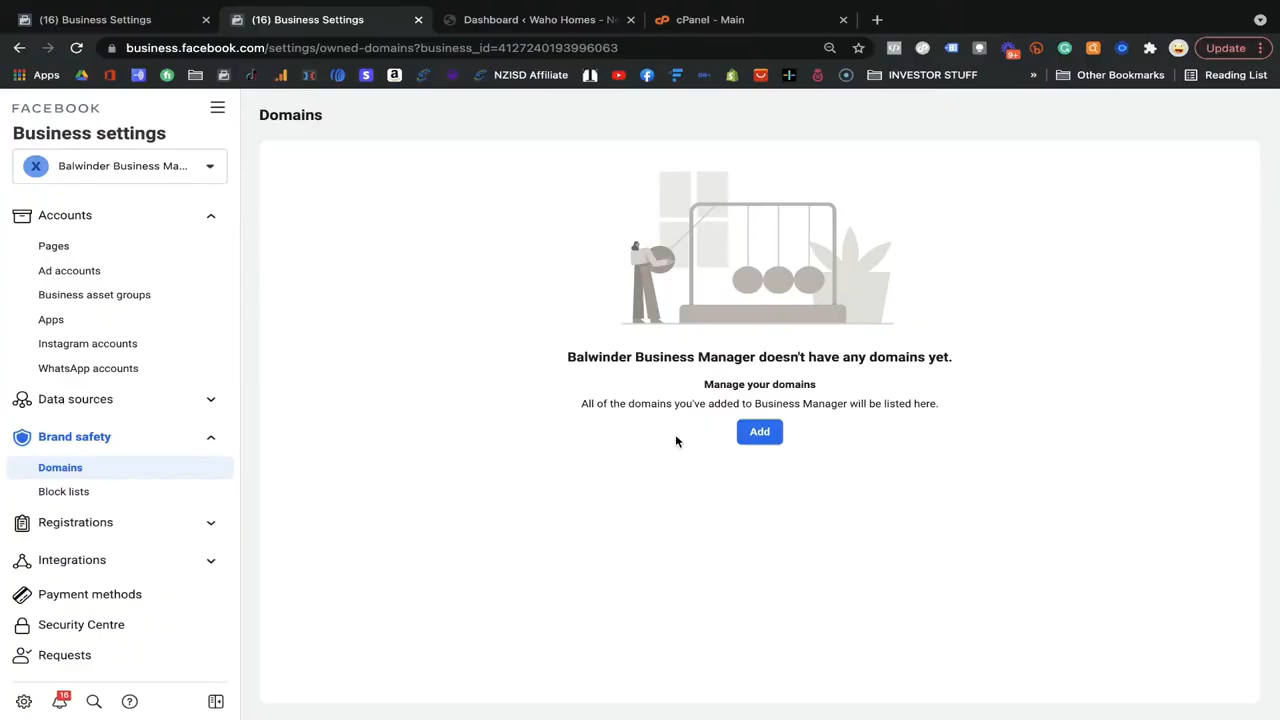 (16) Business Settings
(16) Business Settings
Dashboard ‹ Waho Homes - Ne
cPanel - Main
business.facebook.com/settings/owned-domains?business_id=4127240193996063
9+
Update
Apps
NZISD Affiliate
INVESTOR STUFF
»
Other Bookmarks
Reading List
FACEBOOK
Business settings
X
Balwinder Business Ma...
Accounts
Pages
Ad accounts
Business asset groups
Apps
Instagram accounts
WhatsApp accounts
Data sources
Brand safety
Domains
Block lists
Registrations
Integrations
Payment methods
Security Centre
Requests
16
Domains
Balwinder Business Manager doesn't have any domains yet.
Manage your domains
All of the domains you've added to Business Manager will be listed here.
Add